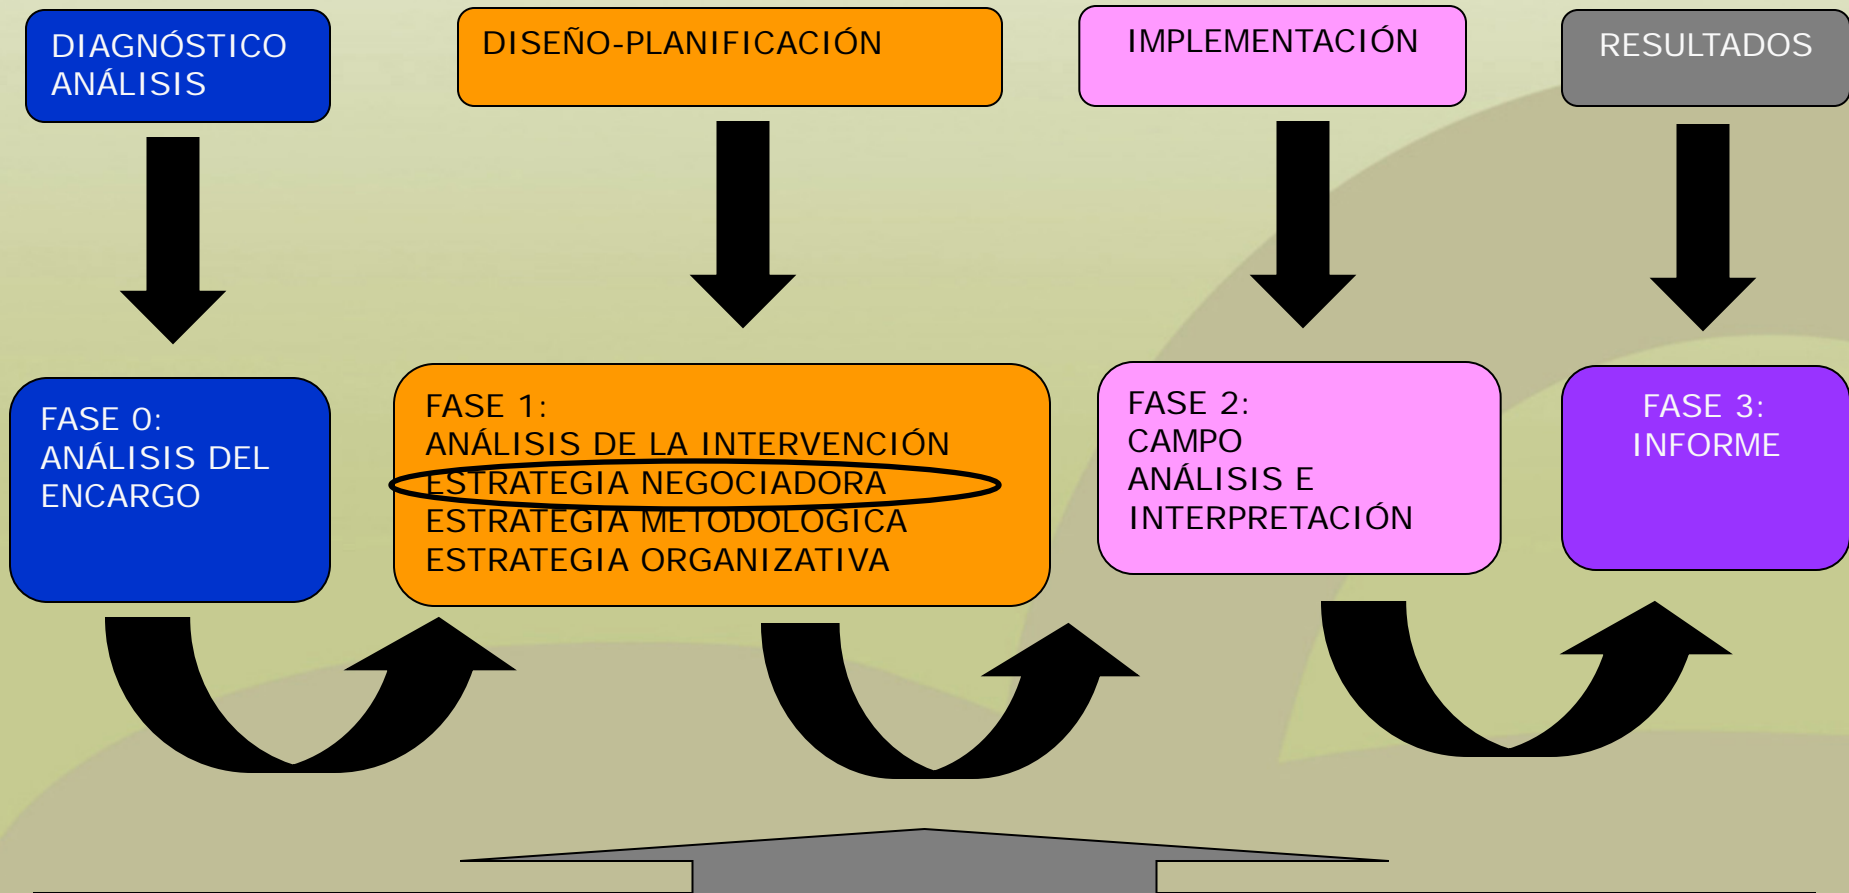 DIAGNÓSTICO
ANÁLISIS
DISEÑO-PLANIFICACIÓN
IMPLEMENTACIÓN
RESULTADOS
FASE 0:
ANÁLISIS DEL
ENCARGO
FASE 1:
ANÁLISIS DE LA INTERVENCIÓN
ESTRATEGIA NEGOCIADORA
ESTRATEGIA METODOLÓGICA
ESTRATEGIA ORGANIZATIVA
FASE 2:
CAMPO
ANÁLISIS E
INTERPRETACIÓN
FASE 3:
INFORME